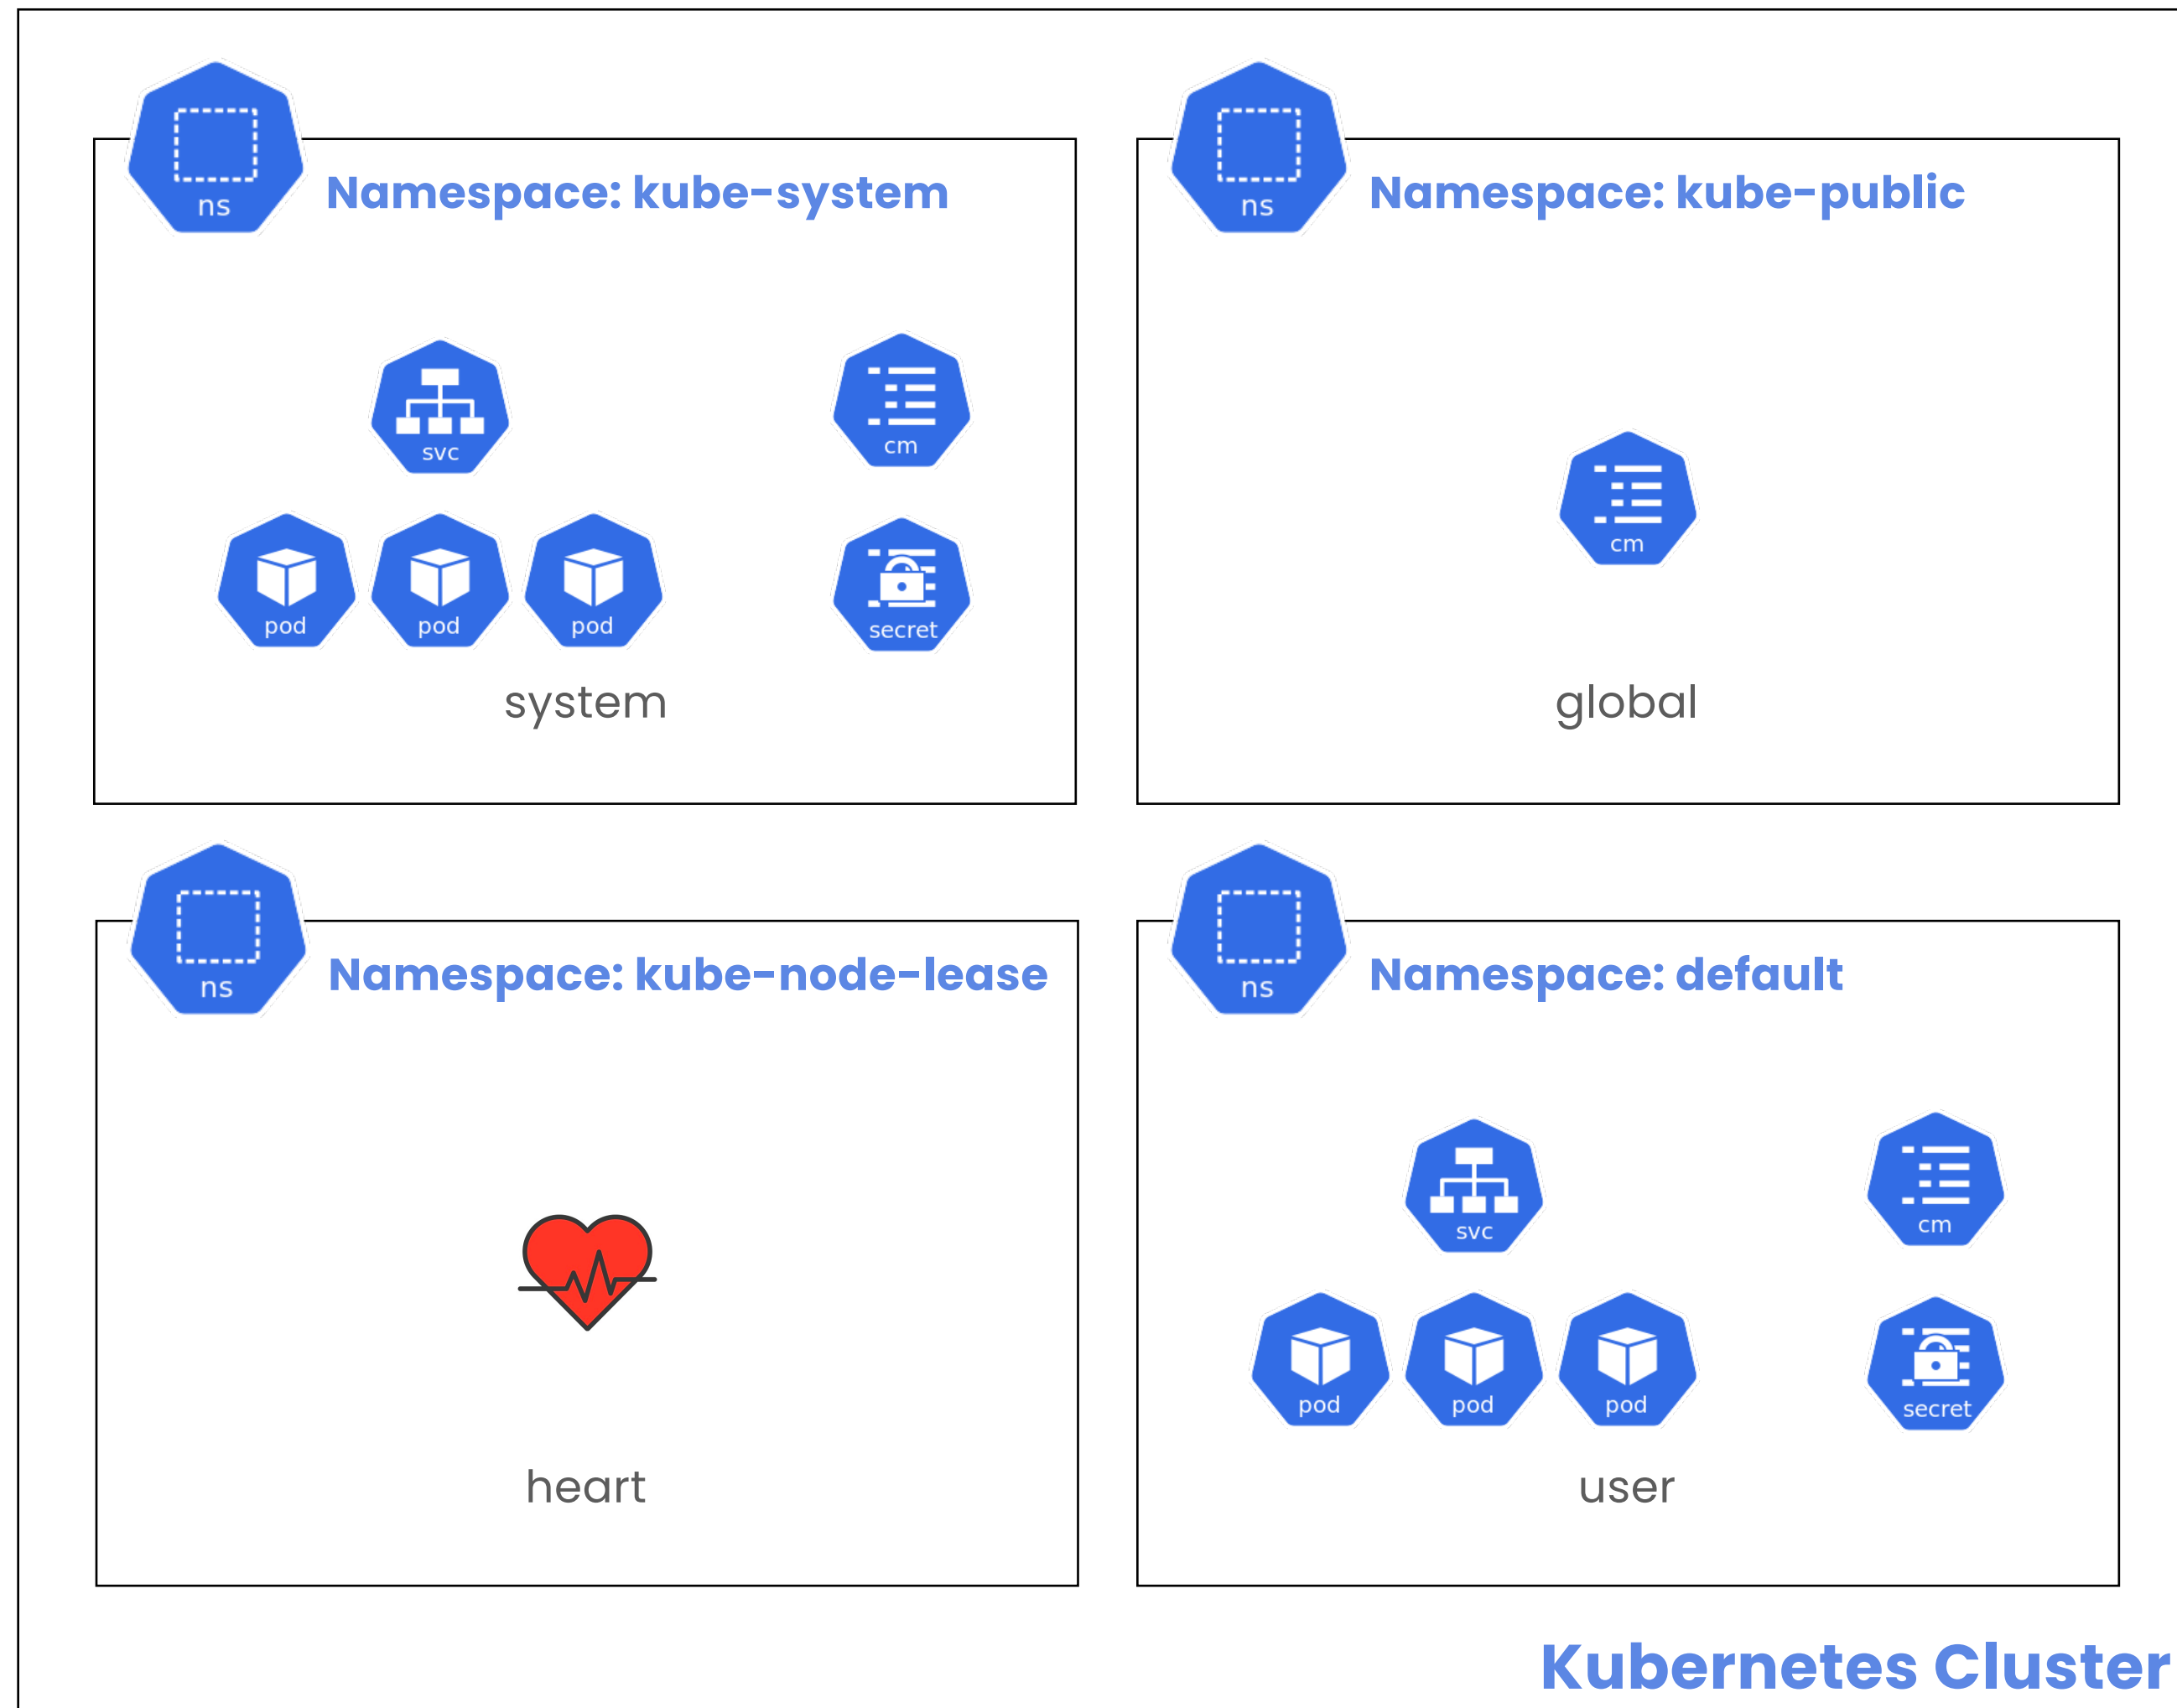 ns
Namespace: kube-system
svc
cm
pod
pod
pod
secret
system
ns
Namespace: kube-public
cm
global
ns
Namespace: kube-node-lease
heart
ns
Namespace: default
svc
cm
pod
pod
pod
secret
user
Kubernetes Cluster